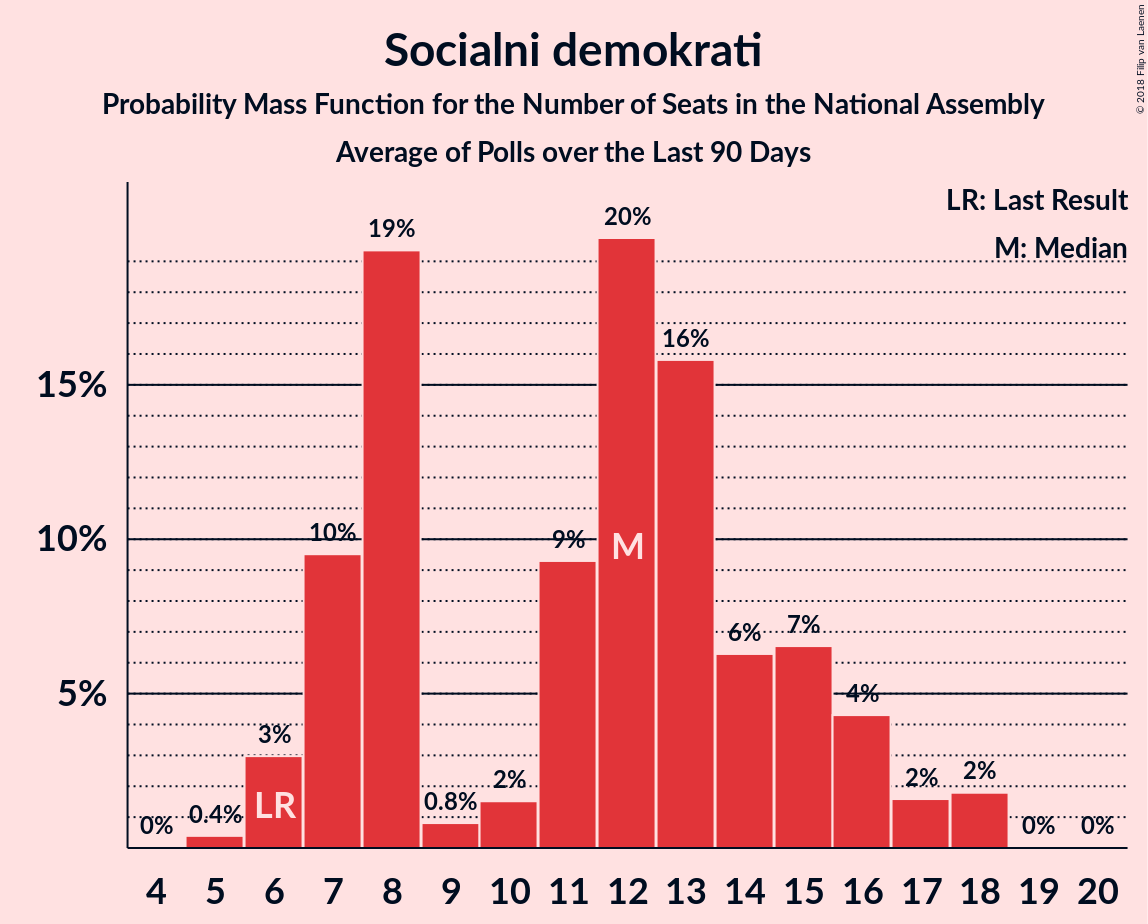 Socialni demokrati
Probability Mass Function for the Number of Seats in the National Assembly
Average of Polls over the Last 90 Days
© 2018 Filip van Laenen
LR: Last Result
M: Median
15%
10%
5%
0%
0.4%
3%
10%
19%
0.8%
2%
9%
20%
16%
6%
7%
4%
2%
2%
0%
0%
LR
M
4 5 6 7 8 9 10 11 12 13 14 15 16 17 18 19 20